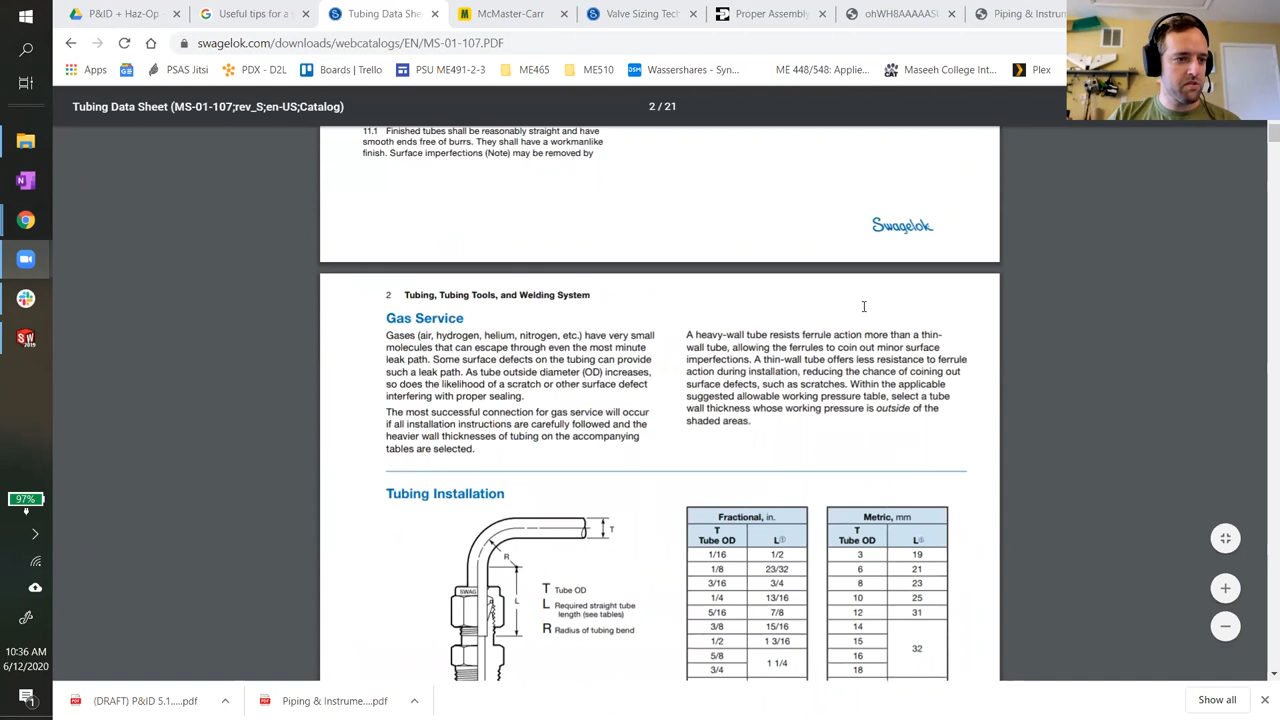 P&ID + Haz-Op
Useful tips for a s
Tubing Data She
McMaster-Carr
Valve Sizing Tech
Proper Assembly
Piping & Instrum
swagelok.com/downloads/webcatalogs/EN/MS-01-107.PDF
Apps
PSAS Jitsi
PDX - D2L
Boards | Trello
PSU ME491-2-3
ME465
ME510
Wassershares - Syn...
ME 448/548: Applie...
Maseeh College Int...
Plex
Tubing Data Sheet (MS-01-107;rev_S;en-US;Catalog)
2 / 21
11.1 Finished tubes shall be reasonably straight and have
smooth ends free of burrs. They shall have a workmanlike
finish. Surface imperfections (Note) may be removed by
Swagelok
2 Tubing, Tubing Tools, and Welding System
Gas Service
Gases (air, hydrogen, helium, nitrogen, etc.) have very small
molecules that can escape through even the most minute
leak path. Some surface defects on the tubing can provide
such a leak path. As tube outside diameter (OD) increases,
so does the likelihood of a scratch or other surface defect
interfering with proper sealing.
The most successful connection for gas service will occur
if all installation instructions are carefully followed and the
heavier wall thicknesses of tubing on the accompanying
tables are selected.
A heavy-wall tube resists ferrule action more than a thin-
wall tube, allowing the ferrules to coin out minor surface
imperfections. A thin-wall tube offers less resistance to ferrule
action during installation, reducing the chance of coining out
surface defects, such as scratches. Within the applicable
suggested allowable working pressure table, select a tube
wall thickness whose working pressure is outside of the
shaded areas.
Tubing Installation
T
R
L
SWAG
T Tube OD
L Required straight tube
length (see tables)
R Radius of tubing bend
Fractional, in.
T
Tube OD
L①
1/16 1/2
1/8 23/32
3/16 3/4
1/4 13/16
5/16 7/8
3/8 15/16
1/2 1 3/16
5/8
1 1/4
3/4
Metric, mm
T
Tube OD
L①
3 19
6 21
8 23
10 25
12 31
14
15
32
16
18
97%
10:36 AM
6/12/2020
1
(DRAFT) P&ID 5.1.....pdf
Piping & Instrume....pdf
Show all